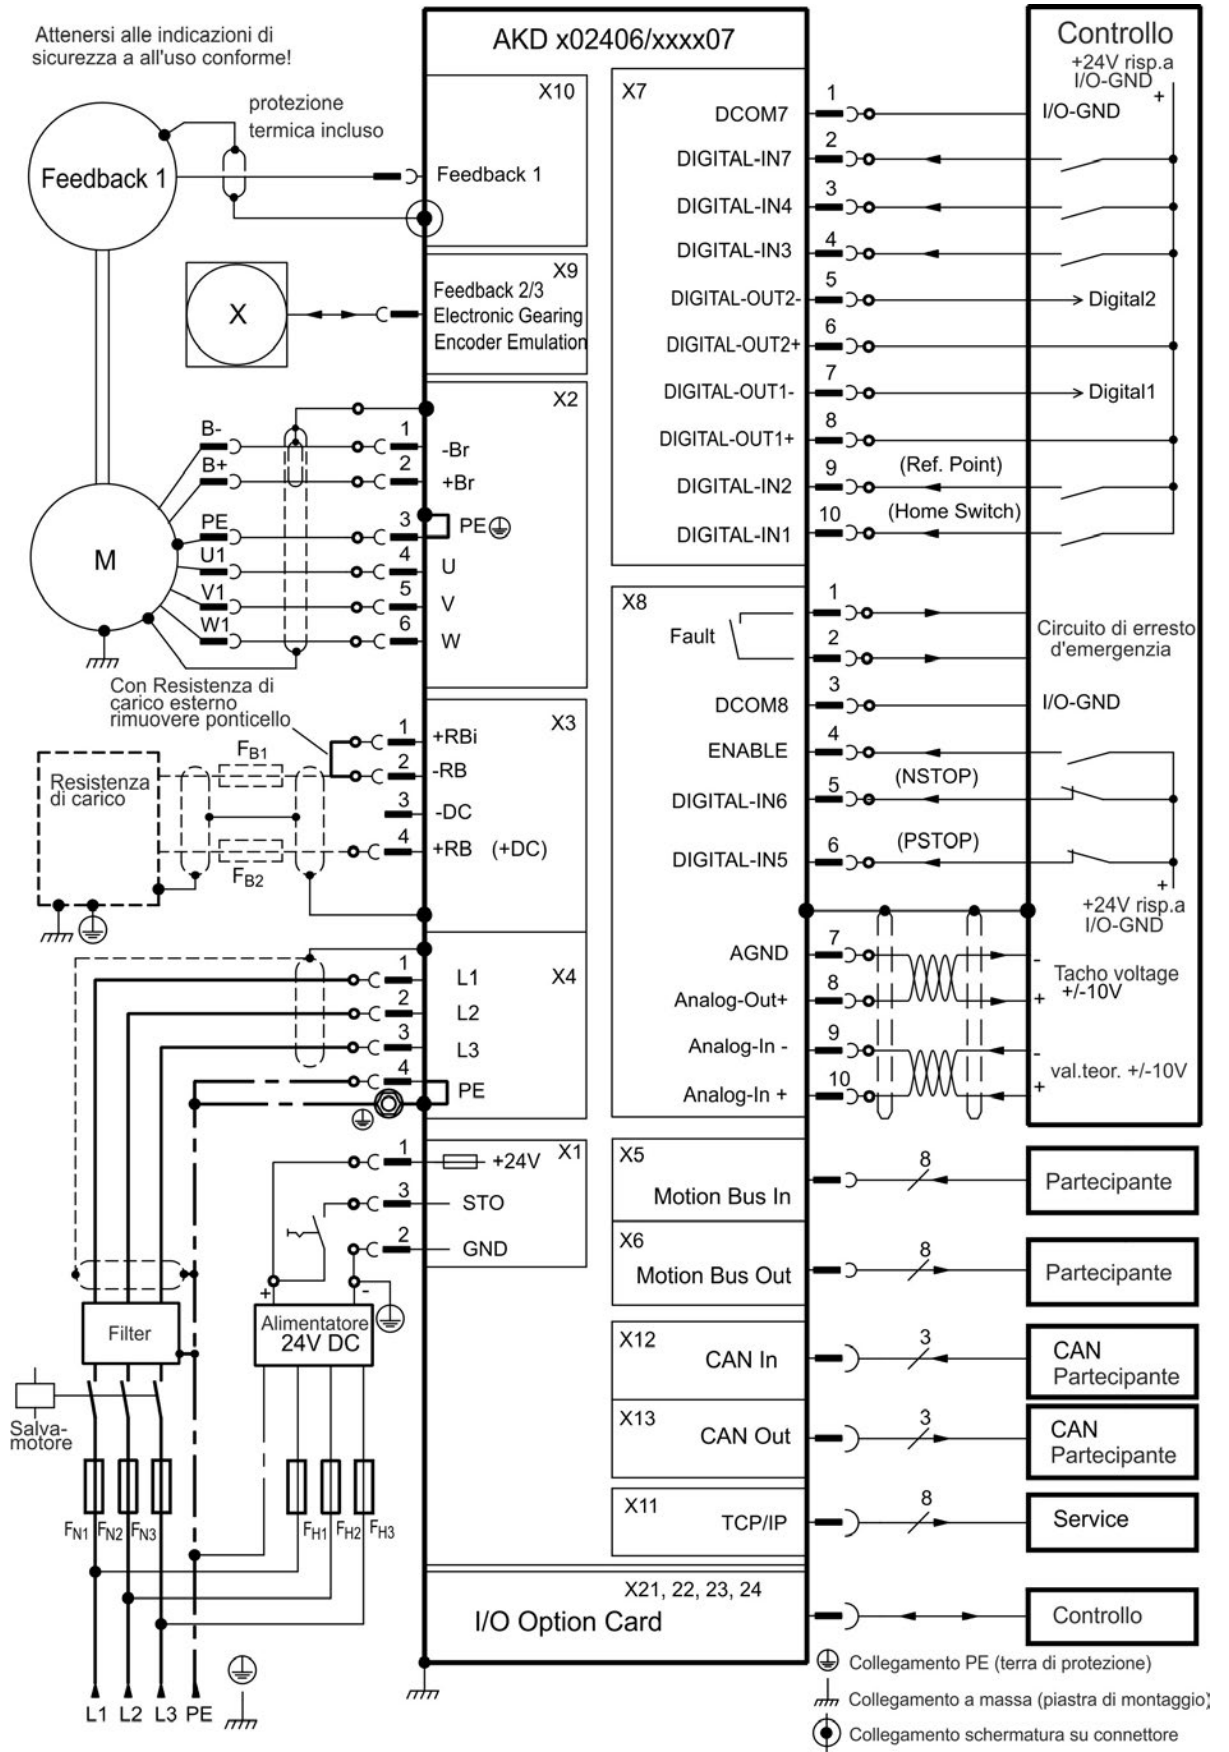 Attenersi alle indicazioni di
sicurezza a all'uso conforme!
AKD x02406/xxxx07
Controllo
+24V risp.a
I/O-GND
+
protezione
termica incluso
Feedback 1
X10
Feedback 1
X
X9
Feedback 2/3
Electronic Gearing
Encoder Emulation
X2
B-
1
-Br
B+
2
+Br
PE
3
PE
U1
4
U
V1
5
V
W1
6
W
M
Con Resistenza di
carico esterno
rimuovere ponticello
X3
1
+RBi
2
-RB
3
-DC
4
+RB (+DC)
FB1
FB2
Resistenza
di carico
X4
1
L1
2
L2
3
L3
4
PE
X1
1
+24V
3
STO
2
GND
+
-
Alimentatore
24V DC
Filter
Salva-
motore
FN1
FN2
FN3
FH1
FH2
FH3
L1 L2 L3 PE
X7
DCOM7
1
I/O-GND
DIGITAL-IN7
2
DIGITAL-IN4
3
DIGITAL-IN3
4
DIGITAL-OUT2-
5
Digital2
DIGITAL-OUT2+
6
DIGITAL-OUT1-
7
Digital1
DIGITAL-OUT1+
8
DIGITAL-IN2
9
(Ref. Point)
DIGITAL-IN1
10
(Home Switch)
X8
Fault
1
2
Circuito di erresto
d'emergenzia
DCOM8
3
I/O-GND
ENABLE
4
DIGITAL-IN6
5
(NSTOP)
DIGITAL-IN5
6
(PSTOP)
+
+24V risp.a
I/O-GND
AGND
7
-
Tacho voltage
+/-10V
Analog-Out+
8
+
Analog-In -
9
-
val.teor. +/-10V
Analog-In +
10
+
X5
Motion Bus In
8
Partecipante
X6
Motion Bus Out
8
Partecipante
X12
CAN In
3
CAN
Partecipante
X13
CAN Out
3
CAN
Partecipante
X11
TCP/IP
8
Service
X21, 22, 23, 24
I/O Option Card
Controllo
Collegamento PE (terra di protezione)
Collegamento a massa (piastra di montaggio)
Collegamento schermatura su connettore